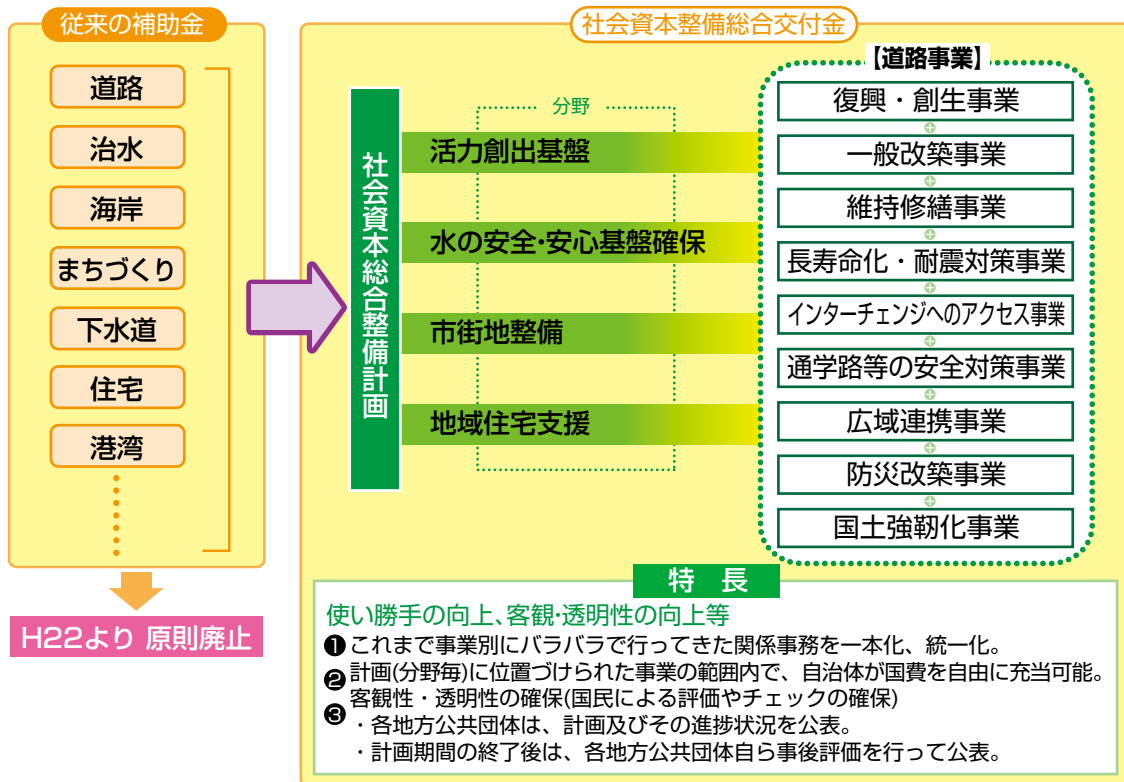 従来の補助金
道路
治水
海岸
まちづくり
下水道
住宅
港湾
H22より 原則廃止
社会資本整備総合交付金
社会資本総合整備計画
分野
活力創出基盤
水の安全･安心基盤確保
市街地整備
地域住宅支援
【道路事業】
復興・創生事業
一般改築事業
維持修繕事業
長寿命化・耐震対策事業
インターチェンジへのアクセス事業
通学路等の安全対策事業
広域連携事業
防災改築事業
国土強靭化事業
特 長
使い勝手の向上、客観･透明性の向上等
❶これまで事業別にバラバラで行ってきた関係事務を一本化、統一化。
❷計画(分野毎)に位置づけられた事業の範囲内で、自治体が国費を自由に充当可能。
❸客観性・透明性の確保(国民による評価やチェックの確保)
・各地方公共団体は、計画及びその進捗状況を公表。
・計画期間の終了後は、各地方公共団体自ら事後評価を行って公表。